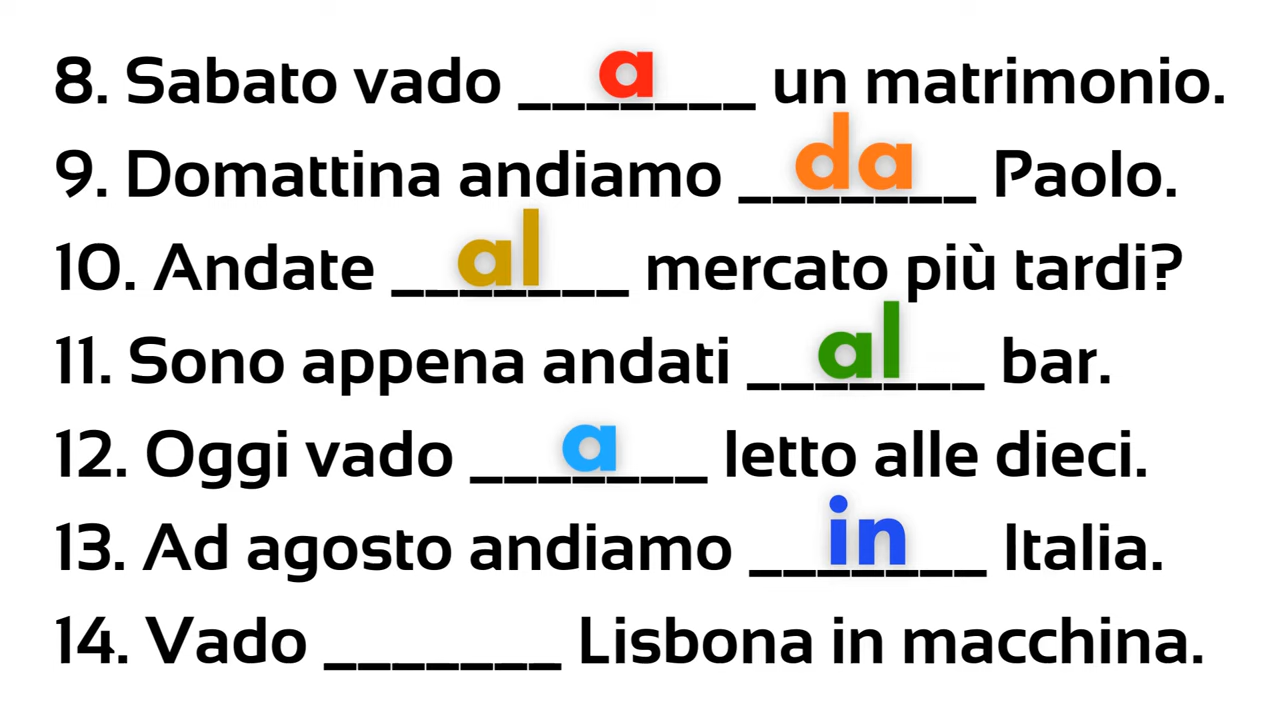 8. Sabato vado ___a___ un matrimonio.
9. Domattina andiamo ___da___ Paolo.
10. Andate ___al___ mercato più tardi?
11. Sono appena andati ___al___ bar.
12. Oggi vado ___a___ letto alle dieci.
13. Ad agosto andiamo ___in___ Italia.
14. Vado _______ Lisbona in macchina.